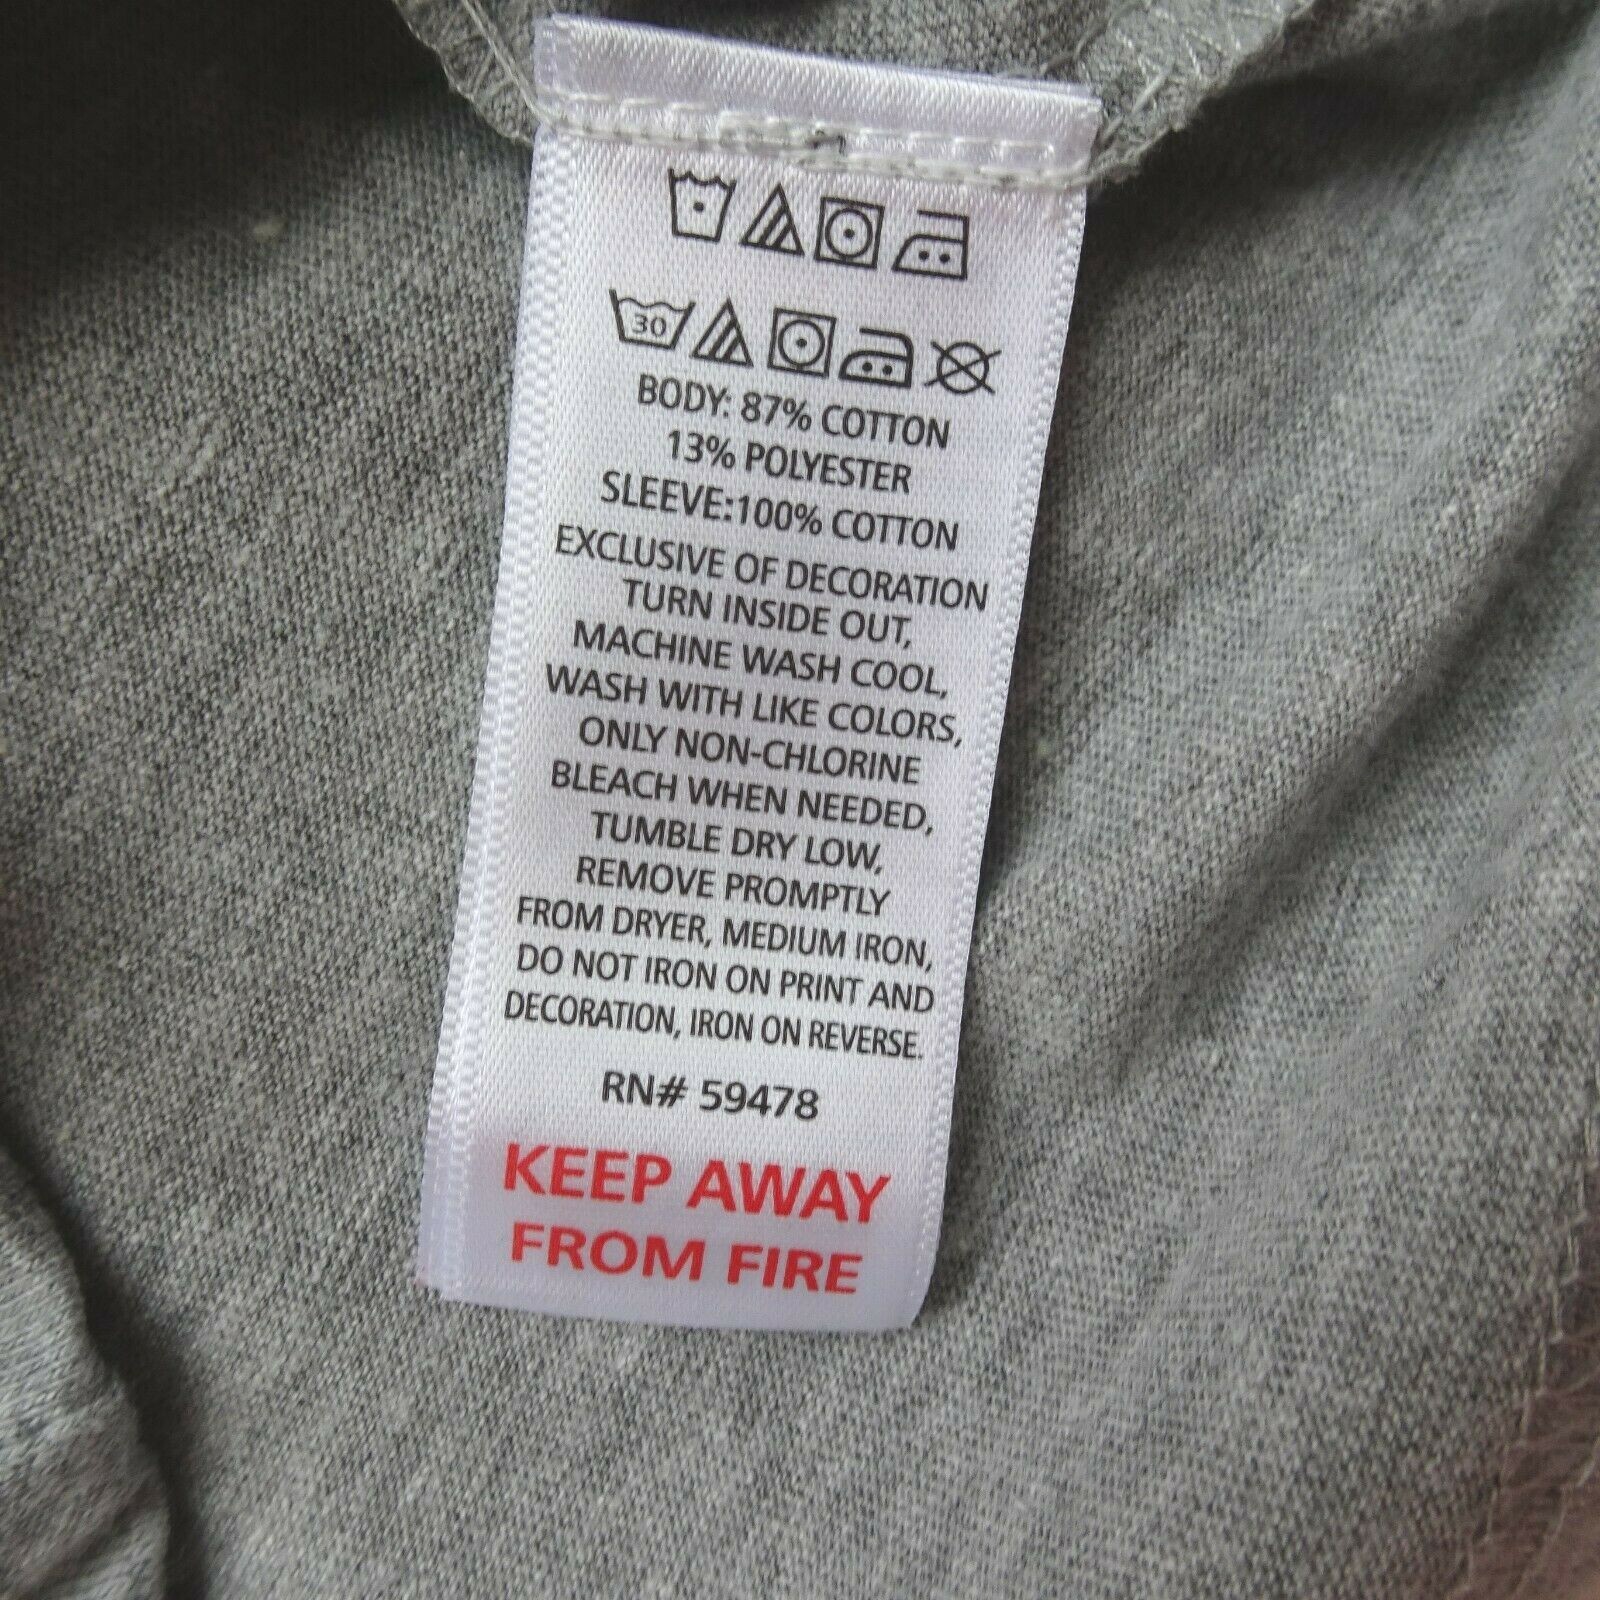 30
BODY: 87% COTTON
13% POLYESTER
SLEEVE:100% COTTON
EXCLUSIVE OF DECORATION
TURN INSIDE OUT,
MACHINE WASH COOL,
WASH WITH LIKE COLORS,
ONLY NON-CHLORINE
BLEACH WHEN NEEDED,
TUMBLE DRY LOW,
REMOVE PROMPTLY
FROM DRYER, MEDIUM IRON,
DO NOT IRON ON PRINT AND
DECORATION, IRON ON REVERSE.
RN# 59478
KEEP AWAY
FROM FIRE